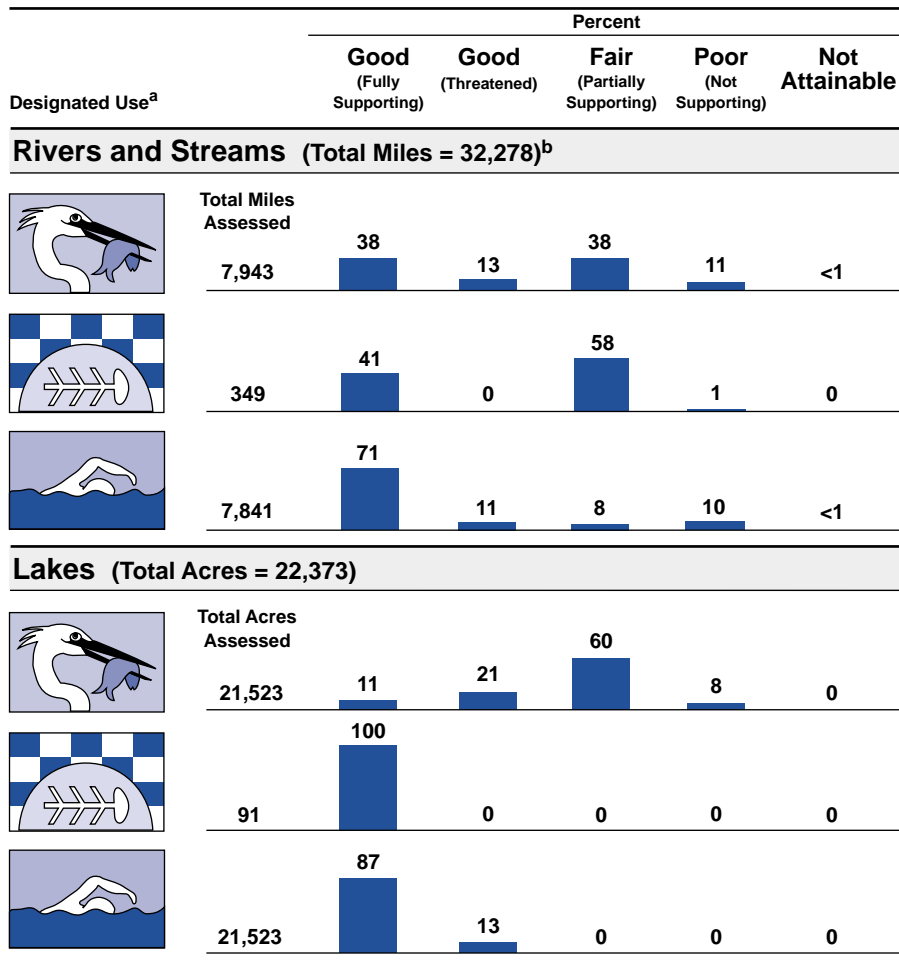 Percent
Designated Use^a
Good (Fully Supporting)
Good (Threatened)
Fair (Partially Supporting)
Poor (Not Supporting)
Not Attainable
Rivers and Streams (Total Miles = 32,278)^b
Total Miles Assessed
38 38
7,943 13 11 <1
58
41
349 0 1 0
71
7,841 11 8 10 <1
Lakes (Total Acres = 22,373)
Total Acres Assessed
60
21,523 11 21 8 0
100
91 0 0 0 0
87
21,523 13 0 0 0